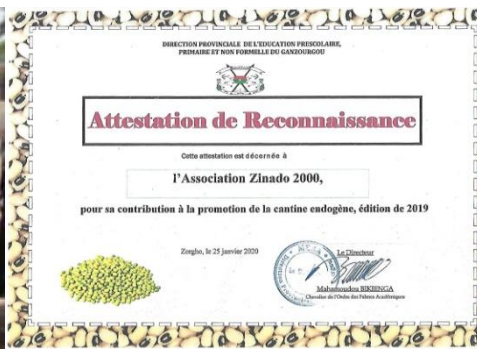 DIRECTION PROVINCIALE DE L'EDUCATION PRESCOLAIRE,
PRIMAIRE ET NON FORMELLE DU GANZOURGOU
Attestation de Reconnaissance
Cette attestation est décernée à
l'Association Zinado 2000,
pour sa contribution à la promotion de la cantine endogène, édition de 2019
Zorgho, le 25 janvier 2020
Le Directeur
Mahamoudou BIKIENGA
Chevalier de l'Ordre des Palmes Académiques